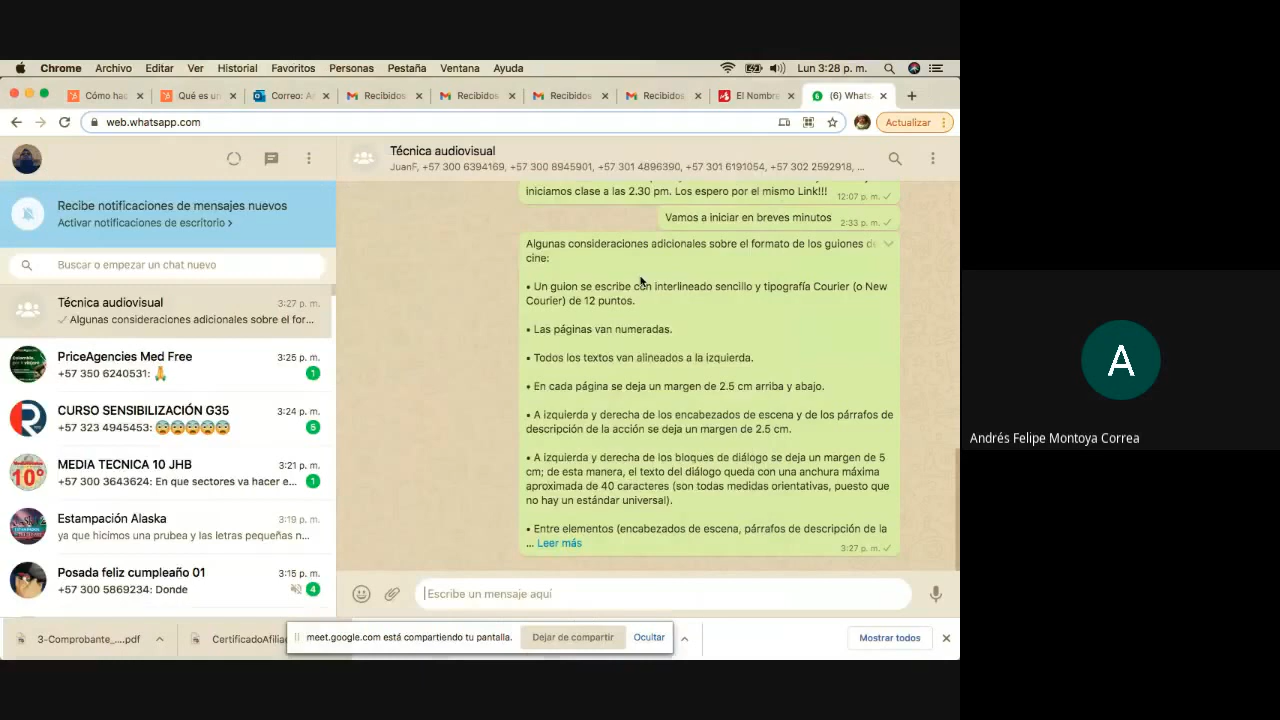 Chrome Archivo Editar Ver Historial Favoritos Personas Pestaña Ventana Ayuda Lun 3:28 p. m.
Cómo hac Qué es un Correo: A Recibidos Recibidos Recibidos Recibidos El Nombre (6) Whats
web.whatsapp.com Actualizar
Técnica audiovisual
JuanF, +57 300 6394169, +57 300 8945901, +57 301 4896390, +57 301 6191054, +57 302 2592918, ...
Recibe notificaciones de mensajes nuevos
Activar notificaciones de escritorio >
Buscar o empezar un chat nuevo
Técnica audiovisual 3:27 p. m.
Algunas consideraciones adicionales sobre el for...
PriceAgencies Med Free 3:25 p. m.
+57 350 6240531: 🙏 1
CURSO SENSIBILIZACIÓN G35 3:24 p. m.
+57 323 4945453: 😨😨😨😨😨 5
MEDIA TECNICA 10 JHB 3:21 p. m.
+57 300 3643624: En que sectores va hacer e... 1
Estampación Alaska 3:19 p. m.
ya que hicimos una prubea y las letras pequeñas n...
Posada feliz cumpleaño 01 3:15 p. m.
+57 300 5869234: Donde 4
iniciamos clase a las 2.30 pm. Los espero por el mismo Link!!!
12:07 p. m.
Vamos a iniciar en breves minutos
2:33 p. m.
Algunas consideraciones adicionales sobre el formato de los guiones de
cine:
• Un guion se escribe con interlineado sencillo y tipografía Courier (o New
Courier) de 12 puntos.
• Las páginas van numeradas.
• Todos los textos van alineados a la izquierda.
• En cada página se deja un margen de 2.5 cm arriba y abajo.
• A izquierda y derecha de los encabezados de escena y de los párrafos de
descripción de la acción se deja un margen de 2.5 cm.
• A izquierda y derecha de los bloques de diálogo se deja un margen de 5
cm; de esta manera, el texto del diálogo queda con una anchura máxima
aproximada de 40 caracteres (son todas medidas orientativas, puesto que
no hay un estándar universal).
• Entre elementos (encabezados de escena, párrafos de descripción de la
... Leer más
3:27 p. m.
Escribe un mensaje aquí
3-Comprobante_....pdf CertificadoAfilia
meet.google.com está compartiendo tu pantalla. Dejar de compartir Ocultar
Mostrar todos
A
Andrés Felipe Montoya Correa